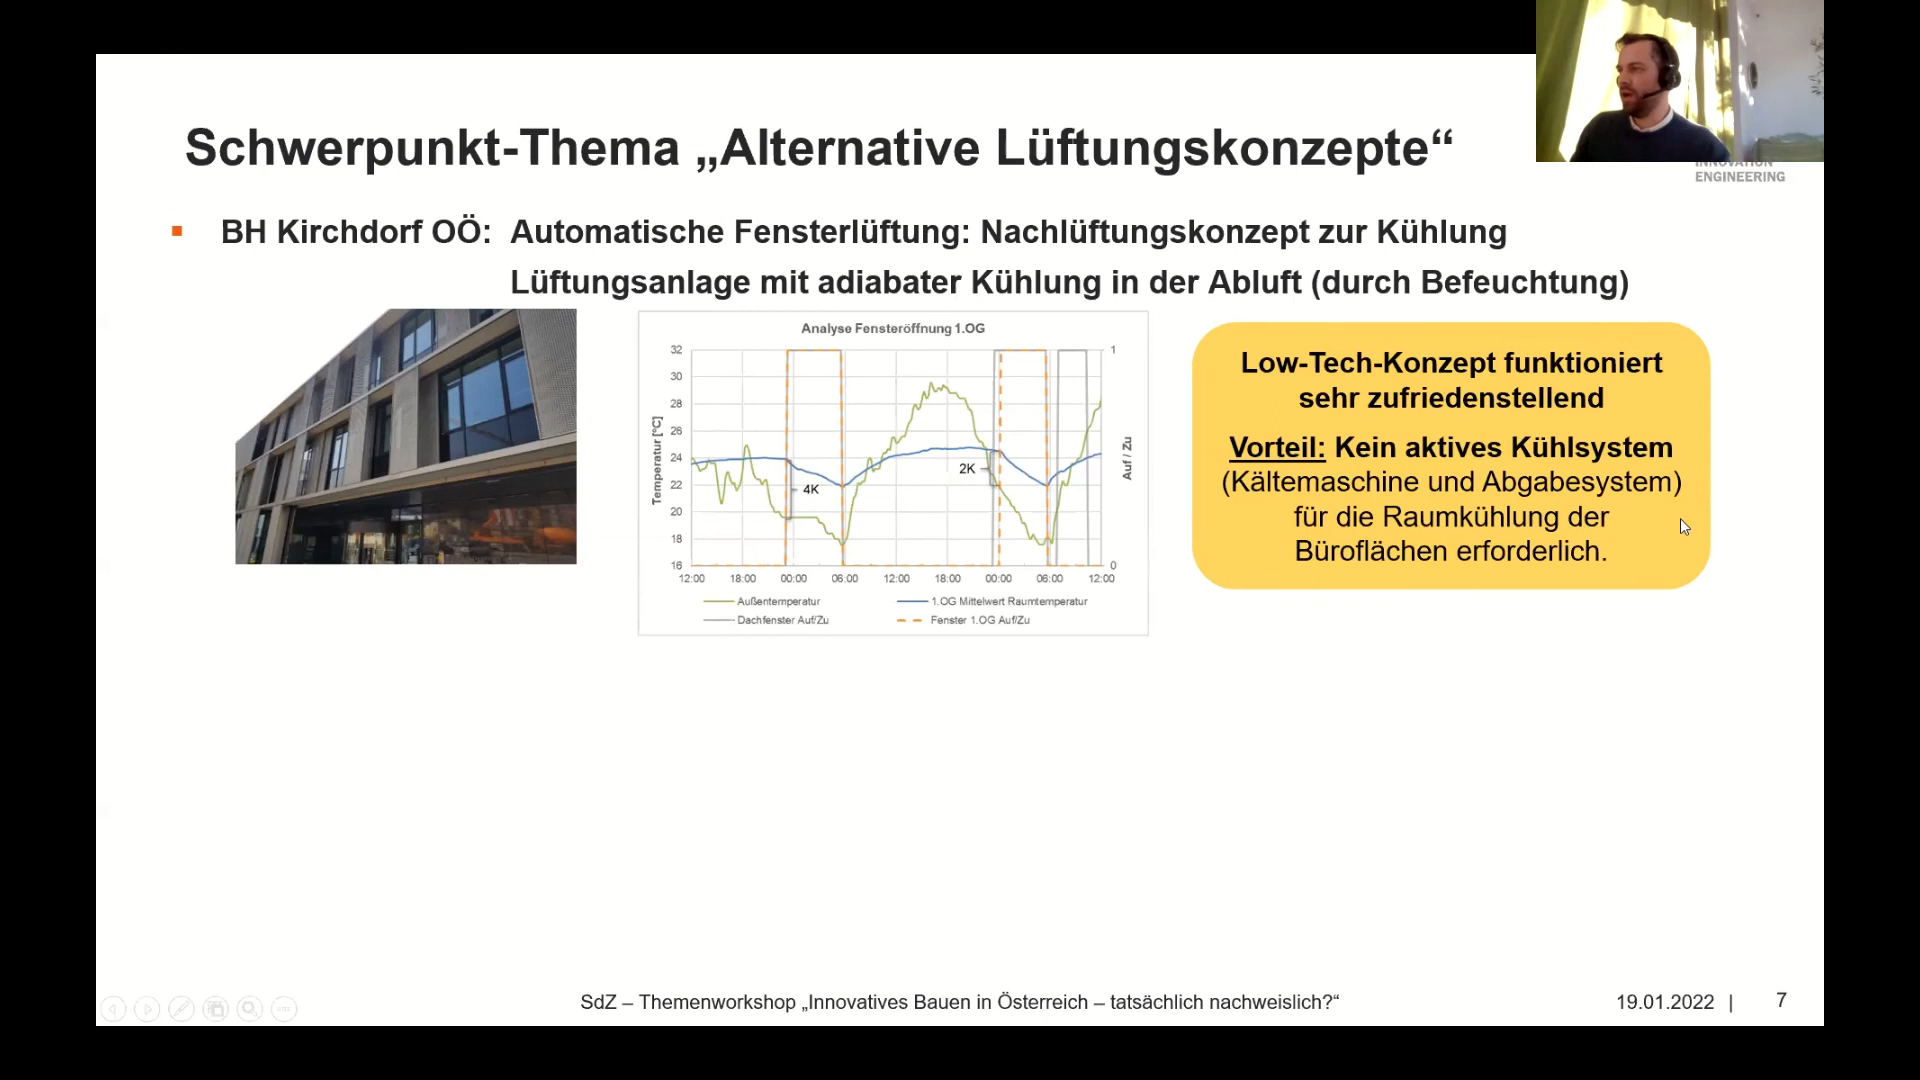 INNOVATION
ENGINEERING
Schwerpunkt-Thema „Alternative Lüftungskonzepte“
▪ BH Kirchdorf OÖ: Automatische Fensterlüftung: Nachlüftungskonzept zur Kühlung
Lüftungsanlage mit adiabater Kühlung in der Abluft (durch Befeuchtung)
Analyse Fensteröffnung 1.OG
32
30
28
26
24
22
20
18
16
Temperatur [°C]
1
0
Auf / Zu
4K
2K
12:00 18:00 00:00 06:00 12:00 18:00 00:00 06:00 12:00
Außentemperatur
1.OG Mittelwert Raumtemperatur
Dachfenster Auf/Zu
Fenster 1.OG Auf/Zu
Low-Tech-Konzept funktioniert
sehr zufriedenstellend
Vorteil: Kein aktives Kühlsystem
(Kältemaschine und Abgabesystem)
für die Raumkühlung der
Büroflächen erforderlich.
SdZ – Themenworkshop „Innovatives Bauen in Österreich – tatsächlich nachweislich?“
19.01.2022 | 7